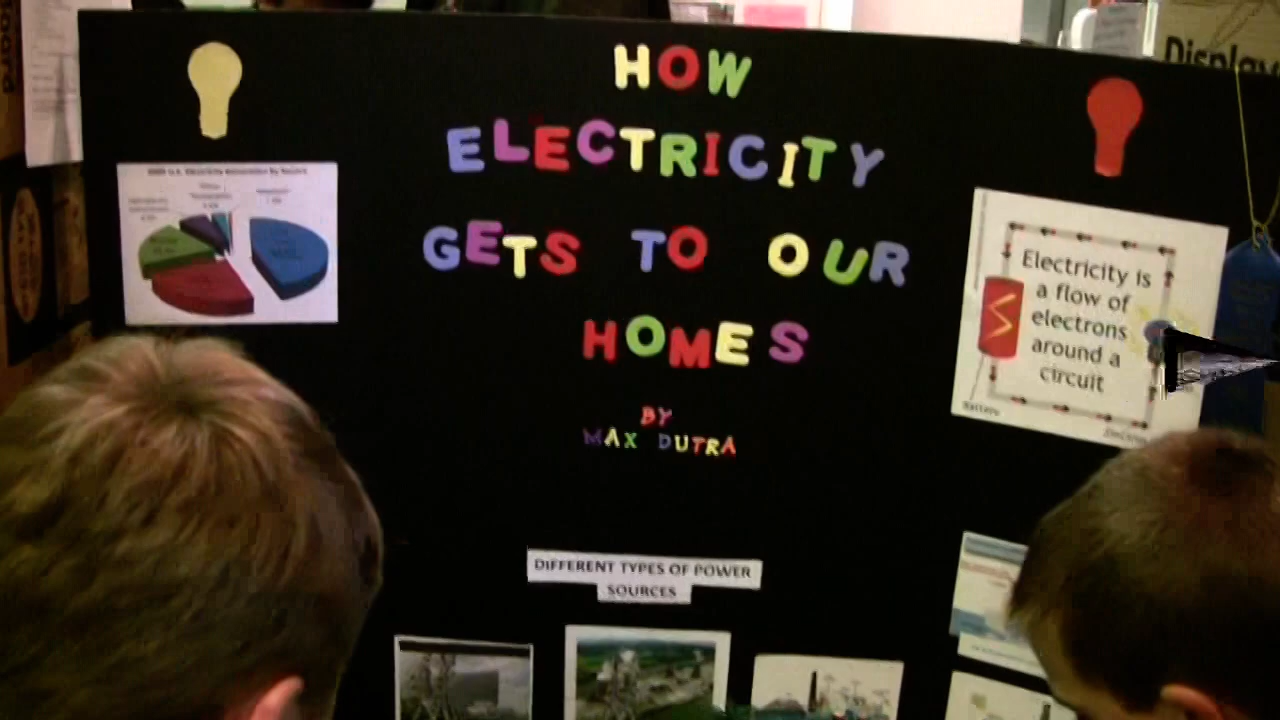 Display
HOW
ELECTRICITY
GETS TO OUR
HOMES
BY
MAX DUTRA
Electricity is
a flow of
electrons
around a
circuit
Battery
DIFFERENT TYPES OF POWER
SOURCES